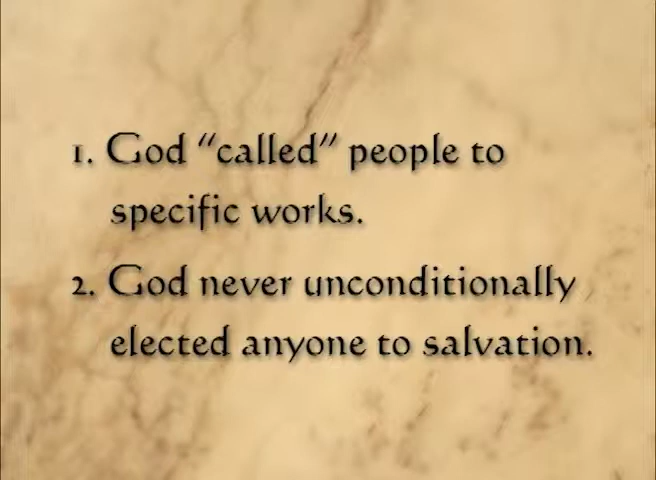 1. God “called” people to
specific works.
2. God never unconditionally
elected anyone to salvation.